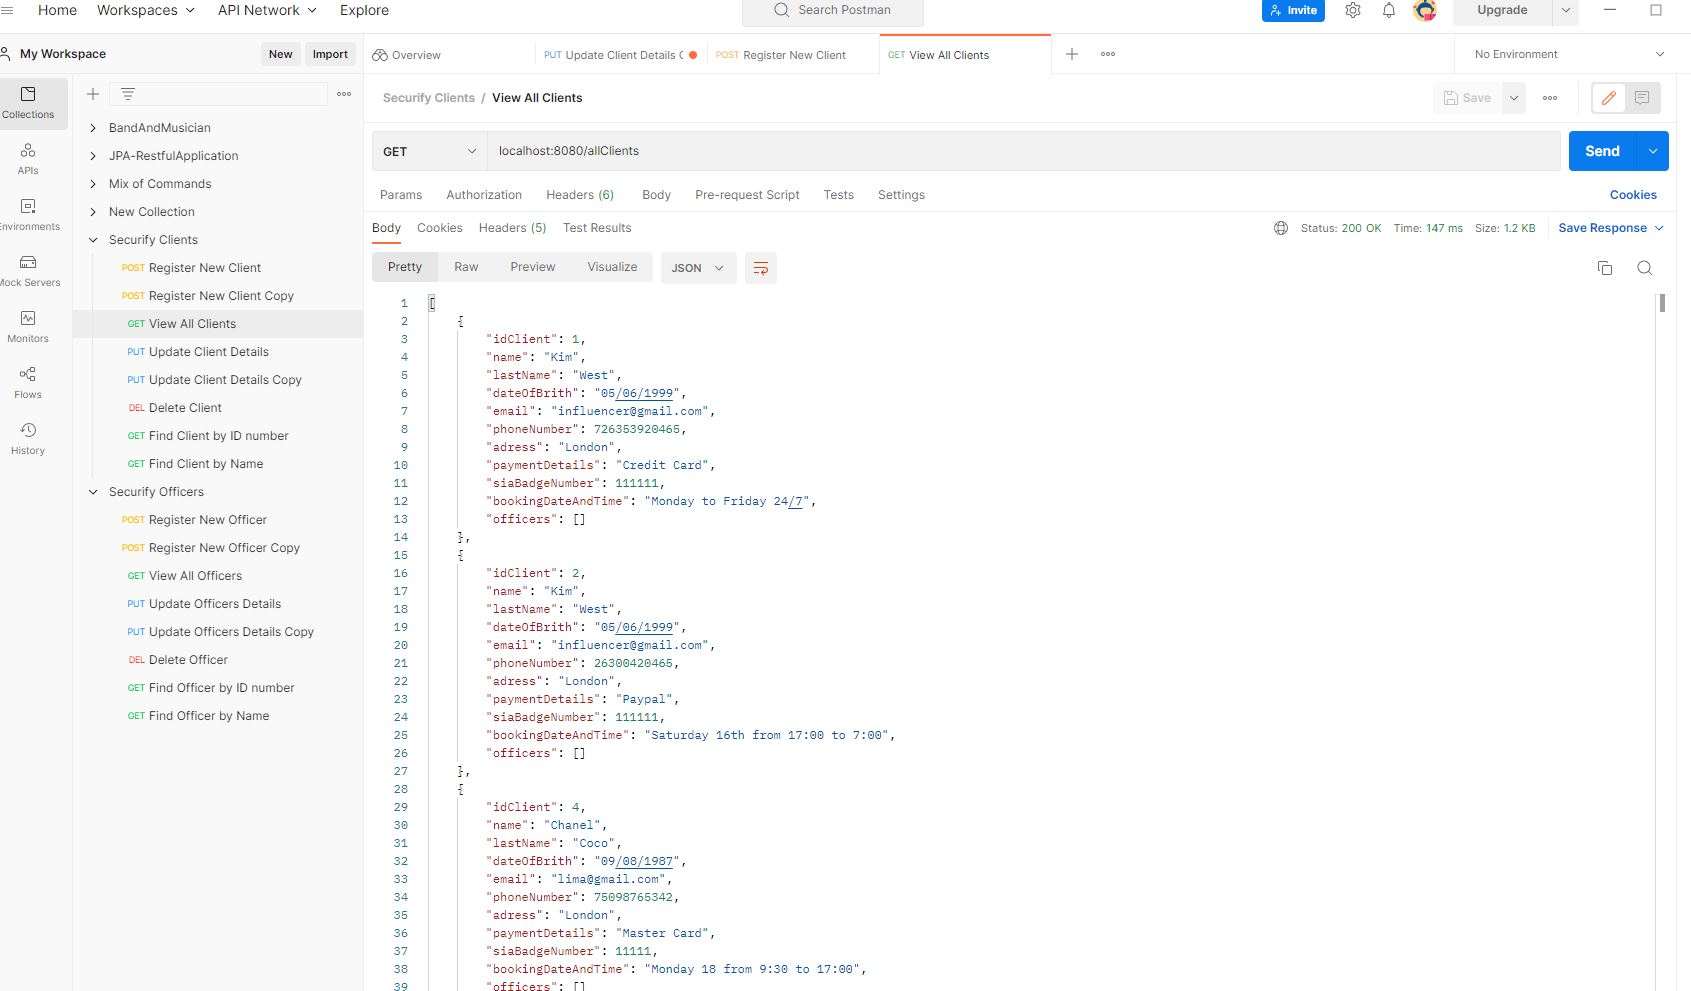 Home Workspaces API Network Explore Search Postman Invite Upgrade
My Workspace New Import
Overview PUT Update Client Details C POST Register New Client GET View All Clients No Environment
Collections
APIs
Environments
Mock Servers
Monitors
Flows
History
BandAndMusician
JPA-RestfulApplication
Mix of Commands
New Collection
Securify Clients
POST Register New Client
POST Register New Client Copy
GET View All Clients
PUT Update Client Details
PUT Update Client Details Copy
DEL Delete Client
GET Find Client by ID number
GET Find Client by Name
Securify Officers
POST Register New Officer
POST Register New Officer Copy
GET View All Officers
PUT Update Officers Details
PUT Update Officers Details Copy
DEL Delete Officer
GET Find Officer by ID number
GET Find Officer by Name
Securify Clients / View All Clients Save
GET localhost:8080/allClients Send
Params Authorization Headers (6) Body Pre-request Script Tests Settings Cookies
Body Cookies Headers (5) Test Results Status: 200 OK Time: 147 ms Size: 1.2 KB Save Response
Pretty Raw Preview Visualize JSON
1 [
2 {
3 "idClient": 1,
4 "name": "Kim",
5 "lastName": "West",
6 "dateOfBrith": "05/06/1999",
7 "email": "influencer@gmail.com",
8 "phoneNumber": 726353920465,
9 "adress": "London",
10 "paymentDetails": "Credit Card",
11 "siaBadgeNumber": 111111,
12 "bookingDateAndTime": "Monday to Friday 24/7",
13 "officers": []
14 },
15 {
16 "idClient": 2,
17 "name": "Kim",
18 "lastName": "West",
19 "dateOfBrith": "05/06/1999",
20 "email": "influencer@gmail.com",
21 "phoneNumber": 26300420465,
22 "adress": "London",
23 "paymentDetails": "Paypal",
24 "siaBadgeNumber": 111111,
25 "bookingDateAndTime": "Saturday 16th from 17:00 to 7:00",
26 "officers": []
27 },
28 {
29 "idClient": 4,
30 "name": "Chanel",
31 "lastName": "Coco",
32 "dateOfBrith": "09/08/1987",
33 "email": "lima@gmail.com",
34 "phoneNumber": 75098765342,
35 "adress": "London",
36 "paymentDetails": "Master Card",
37 "siaBadgeNumber": 11111,
38 "bookingDateAndTime": "Monday 18 from 9:30 to 17:00",
39 "officers": []